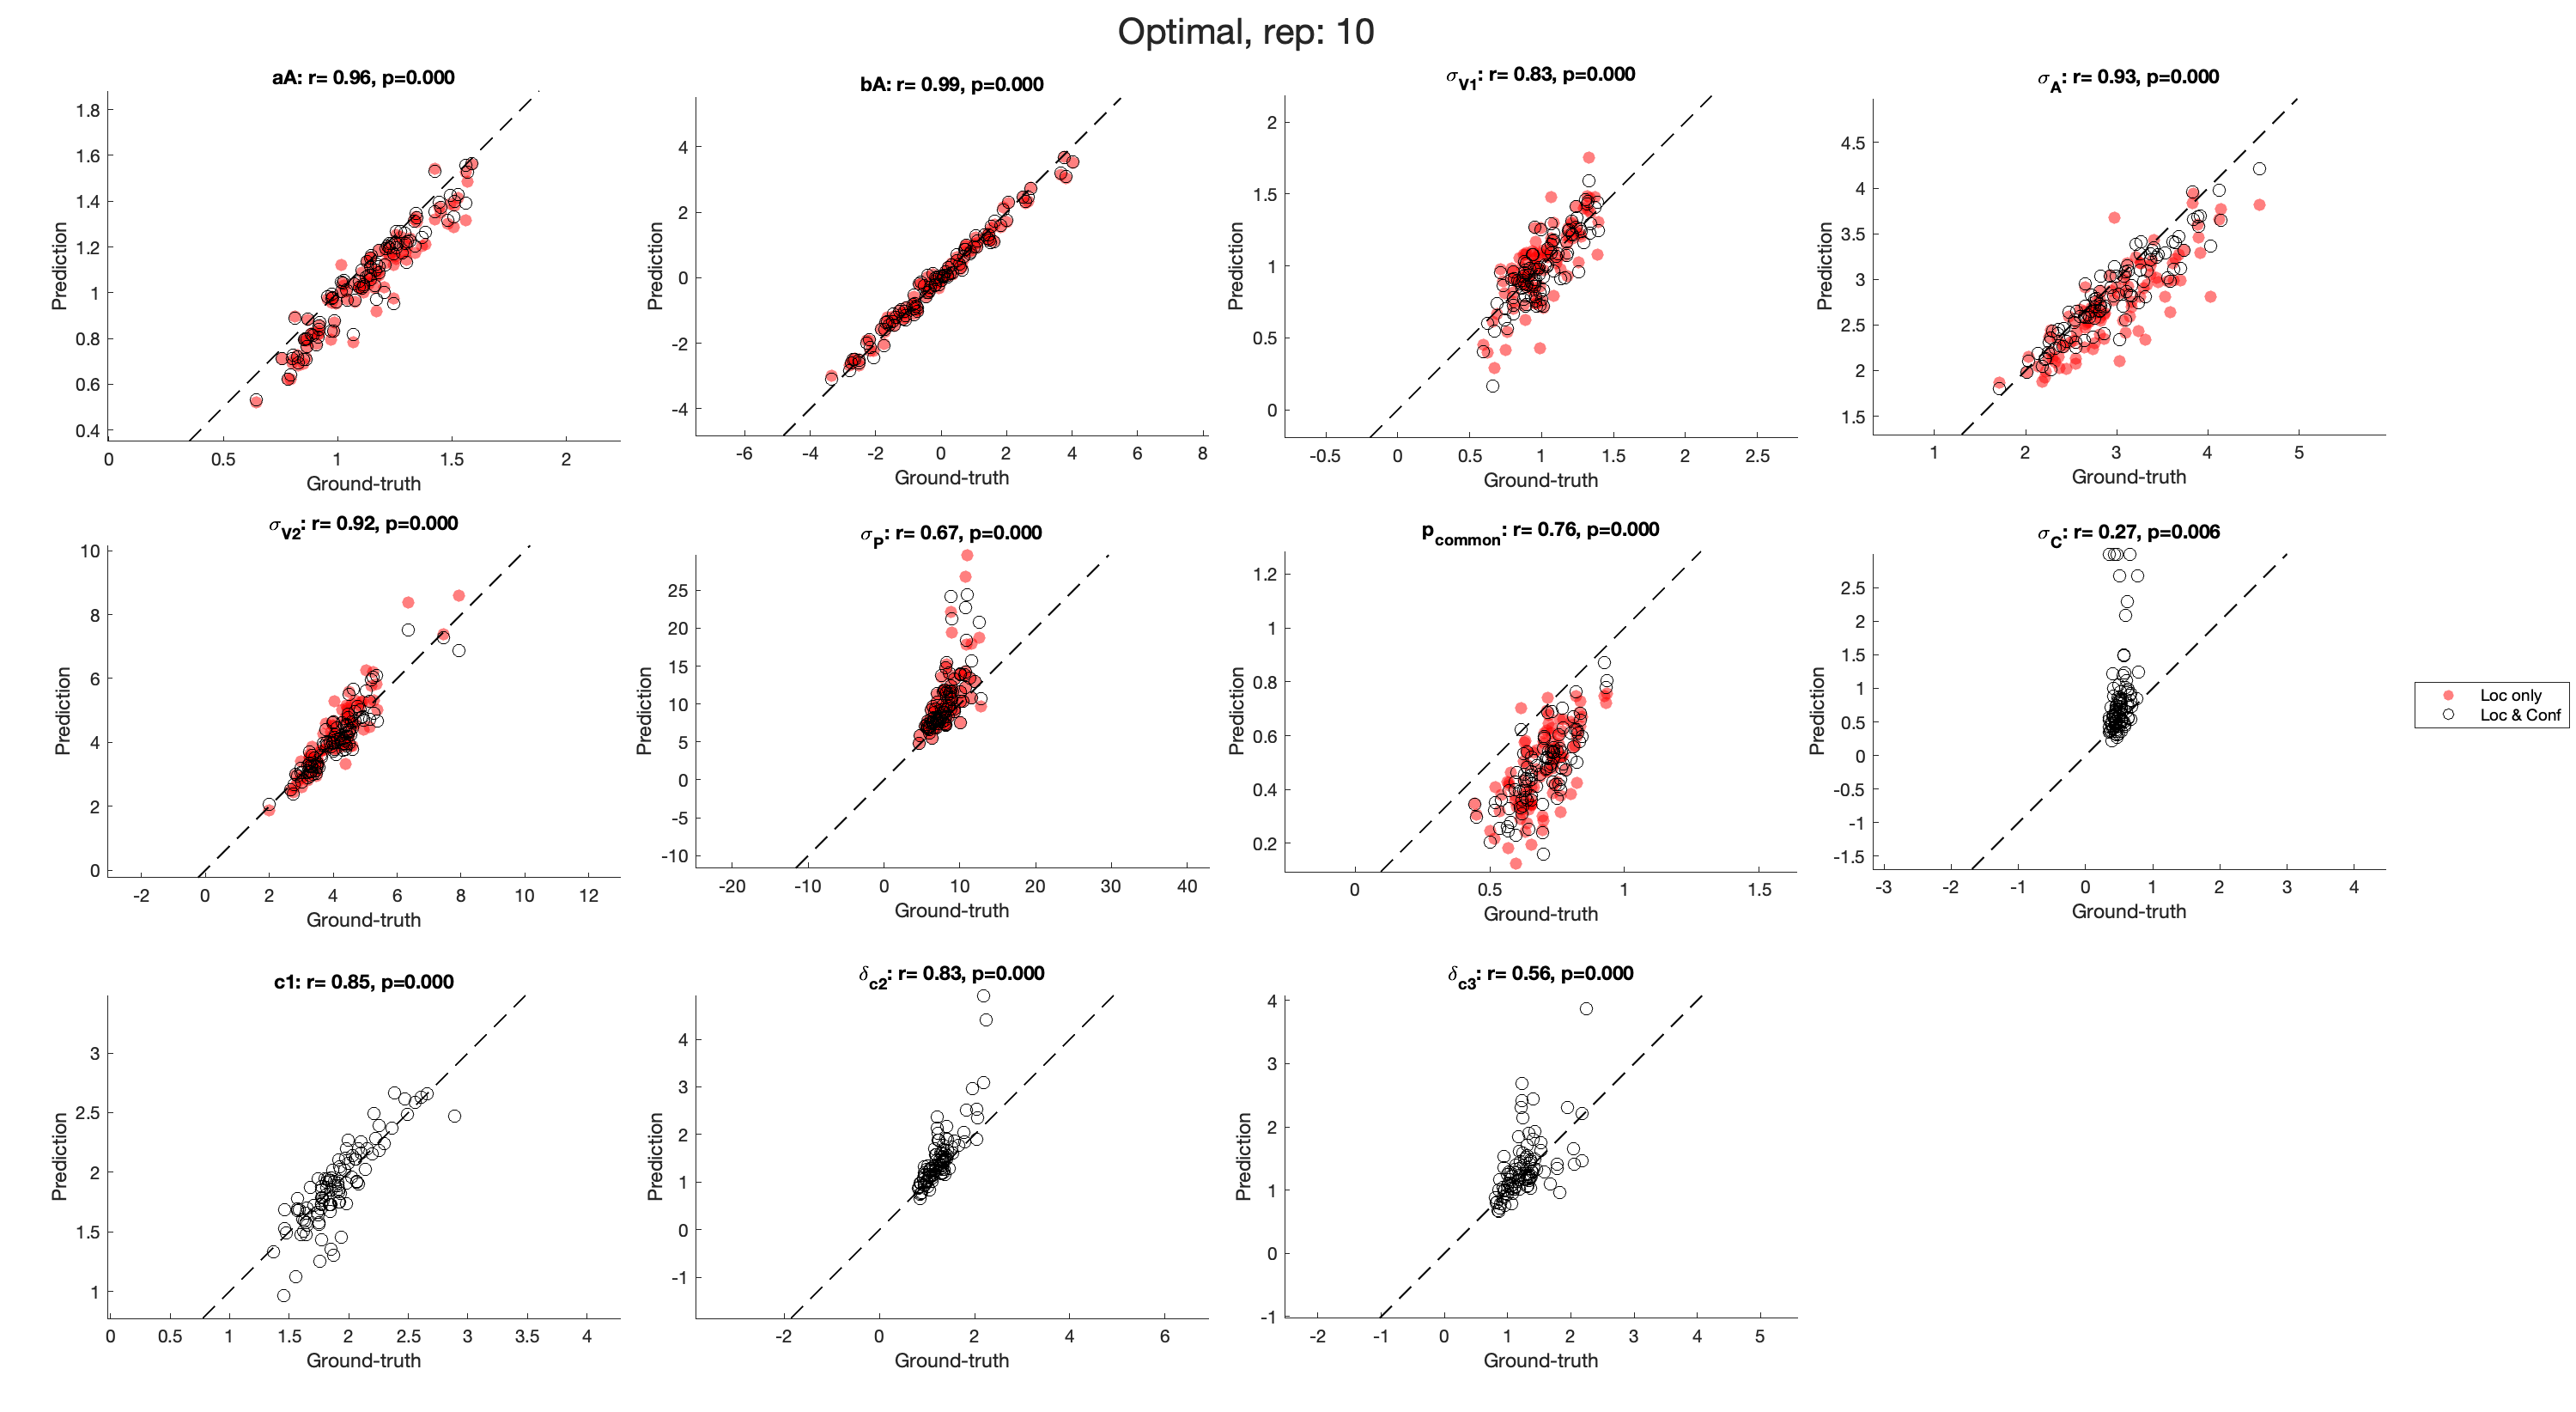 Optimal, rep: 10
aA: r= 0.96, p=0.000
1.8
1.6
1.4
1.2
1
0.8
0.6
0.4
Prediction
0 0.5 1 1.5 2
Ground-truth
bA: r= 0.99, p=0.000
4
2
0
-2
-4
Prediction
-6 -4 -2 0 2 4 6 8
Ground-truth
σV1: r= 0.83, p=0.000
2
1.5
1
0.5
0
Prediction
-0.5 0 0.5 1 1.5 2 2.5
Ground-truth
σA: r= 0.93, p=0.000
4.5
4
3.5
3
2.5
2
1.5
Prediction
1 2 3 4 5
Ground-truth
σV2: r= 0.92, p=0.000
10
8
6
4
2
0
Prediction
-2 0 2 4 6 8 10 12
Ground-truth
σP: r= 0.67, p=0.000
25
20
15
10
5
0
-5
-10
Prediction
-20 -10 0 10 20 30 40
Ground-truth
pcommon: r= 0.76, p=0.000
1.2
1
0.8
0.6
0.4
0.2
Prediction
0 0.5 1 1.5
Ground-truth
σC: r= 0.27, p=0.006
2.5
2
1.5
1
0.5
0
-0.5
-1
-1.5
Prediction
-3 -2 -1 0 1 2 3 4
Ground-truth
Loc only
Loc & Conf
c1: r= 0.85, p=0.000
3
2.5
2
1.5
1
Prediction
0 0.5 1 1.5 2 2.5 3 3.5 4
Ground-truth
δc2: r= 0.83, p=0.000
4
3
2
1
0
-1
Prediction
-2 0 2 4 6
Ground-truth
δc3: r= 0.56, p=0.000
4
3
2
1
0
-1
Prediction
-2 -1 0 1 2 3 4 5
Ground-truth